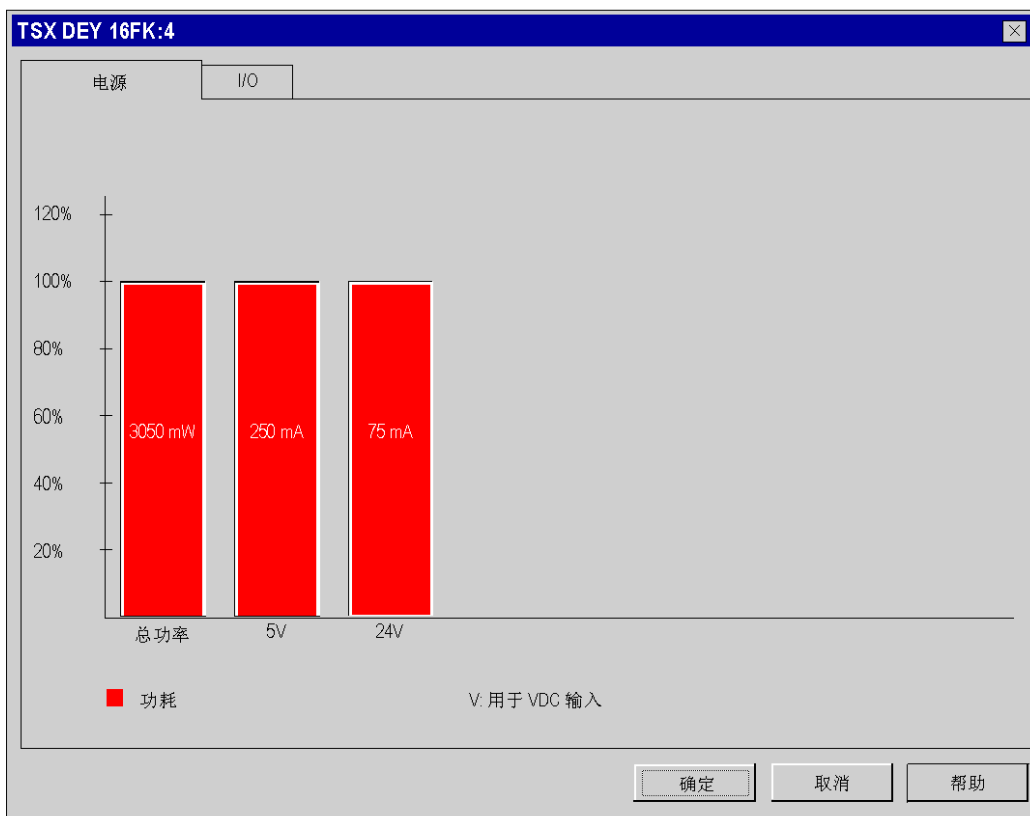 TSX DEY 16FK:4
电源
I/O
120%
100%
80%
60%
40%
20%
3050 mW
250 mA
75 mA
总功率
5V
24V
功耗
V: 用于 VDC 输入
确定
取消
帮助